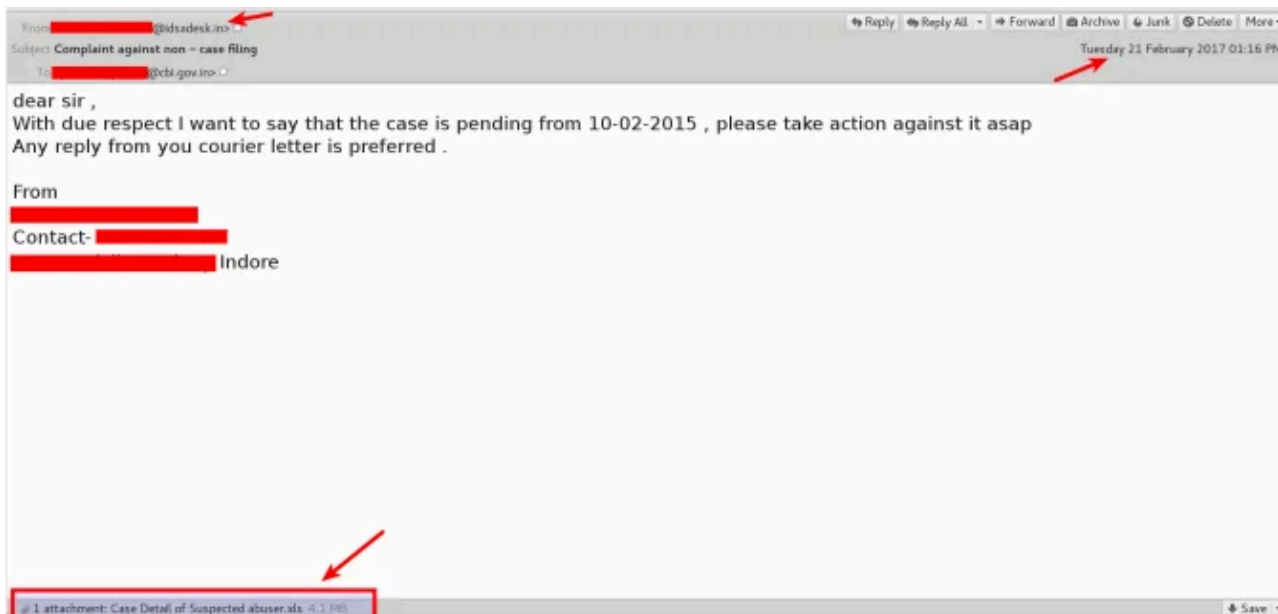 From @idsadesk.in>
Reply Reply All Forward Archive Junk Delete More
Subject Complaint against non - case filing
Tuesday 21 February 2017 01:16 PM
To @cbi.gov.in>
dear sir ,
With due respect I want to say that the case is pending from 10-02-2015 , please take action against it asap
Any reply from you courier letter is preferred .
From
Contact-
Indore
1 attachment: Case Detail of Suspected abuser.xls 4.1 MB
Save